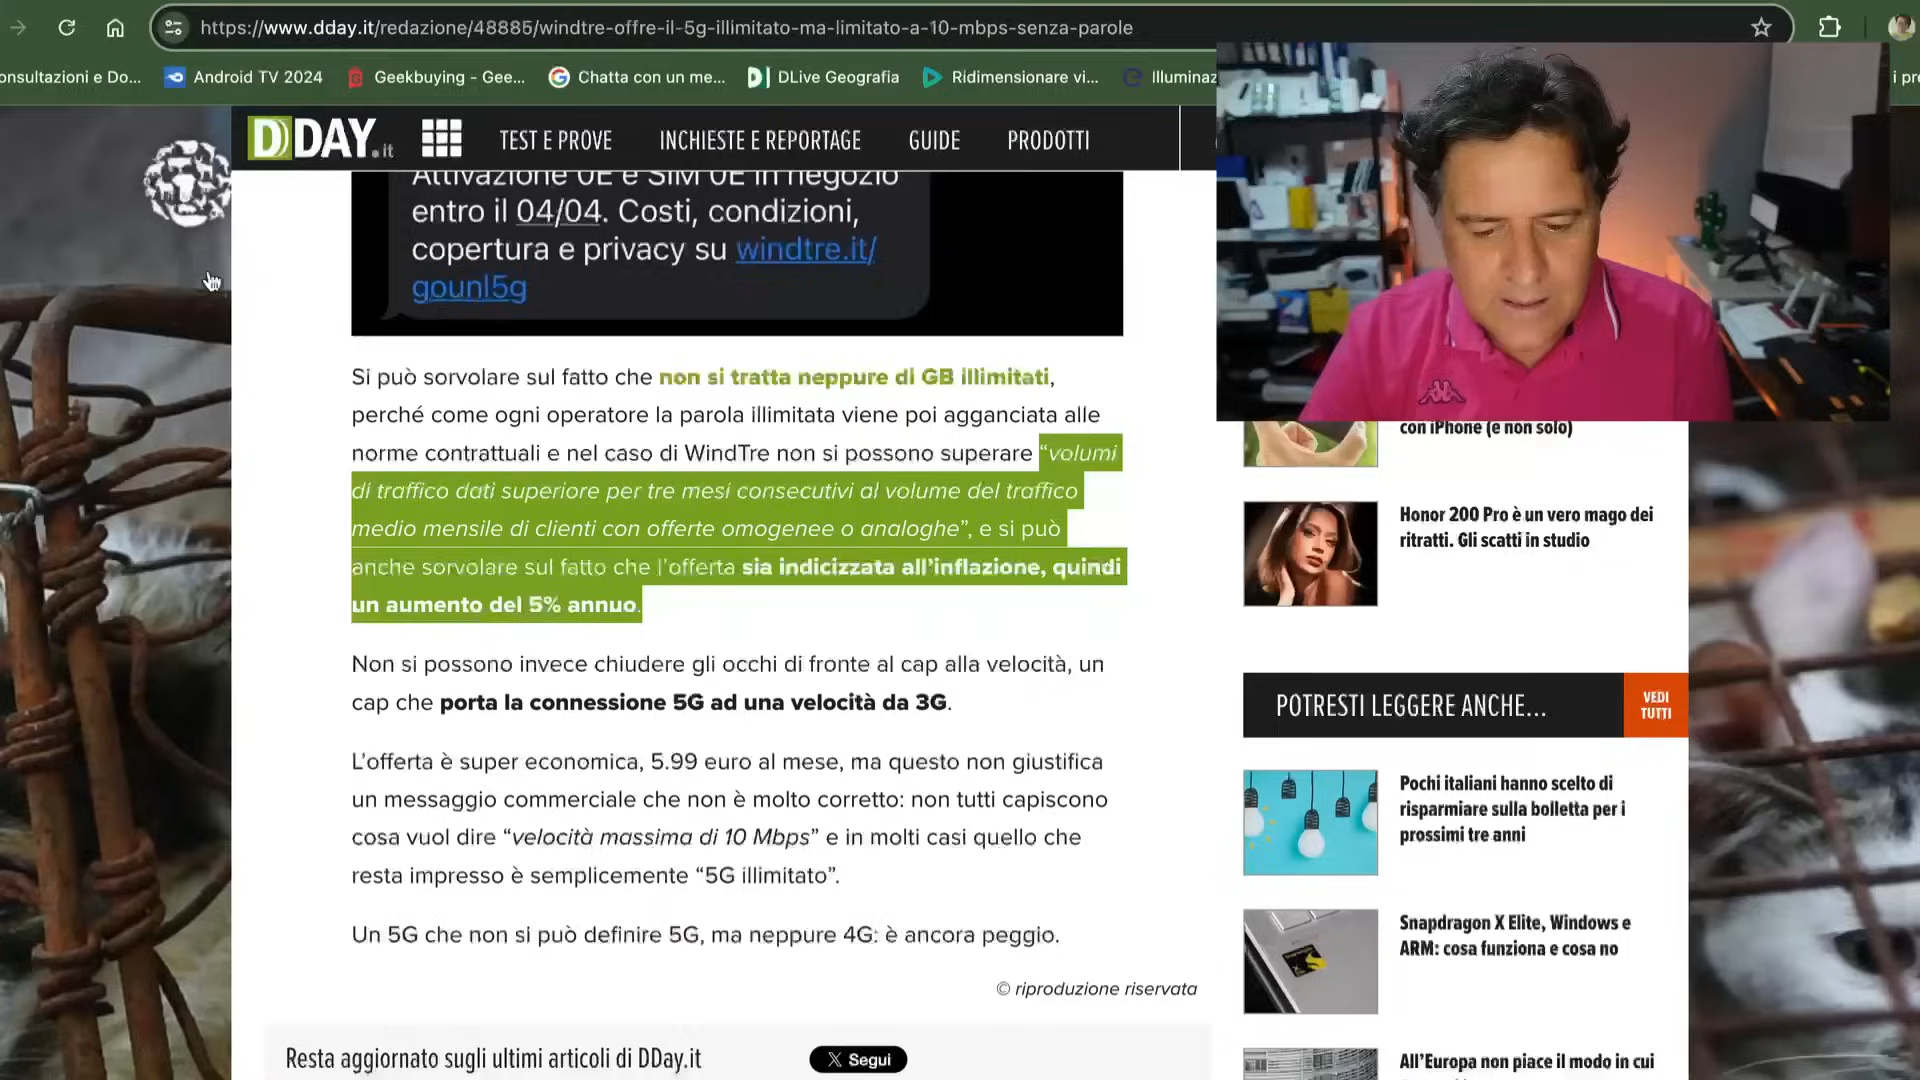 https://www.dday.it/redazione/48885/windtre-offre-il-5g-illimitato-ma-limitato-a-10-mbps-senza-parole
onsultazioni e Do...
Android TV 2024
Geekbuying - Gee...
Chatta con un me...
DLive Geografia
Ridimensionare vi...
Illuminaz
i pre
DDAY.it
TEST E PROVE
INCHIESTE E REPORTAGE
GUIDE
PRODOTTI
Attivazione 0E e SIM 0E in negozio
entro il 04/04. Costi, condizioni,
copertura e privacy su windtre.it/
gounl5g
Si può sorvolare sul fatto che non si tratta neppure di GB illimitati,
perché come ogni operatore la parola illimitata viene poi agganciata alle
norme contrattuali e nel caso di WindTre non si possono superare “volumi
di traffico dati superiore per tre mesi consecutivi al volume del traffico
medio mensile di clienti con offerte omogenee o analoghe”, e si può
anche sorvolare sul fatto che l’offerta sia indicizzata all’inflazione, quindi
un aumento del 5% annuo.
Non si possono invece chiudere gli occhi di fronte al cap alla velocità, un
cap che porta la connessione 5G ad una velocità da 3G.
L’offerta è super economica, 5.99 euro al mese, ma questo non giustifica
un messaggio commerciale che non è molto corretto: non tutti capiscono
cosa vuol dire “velocità massima di 10 Mbps” e in molti casi quello che
resta impresso è semplicemente “5G illimitato”.
Un 5G che non si può definire 5G, ma neppure 4G: è ancora peggio.
© riproduzione riservata
Resta aggiornato sugli ultimi articoli di DDay.it
X Segui
con iPhone (e non solo)
Honor 200 Pro è un vero mago dei
ritratti. Gli scatti in studio
POTRESTI LEGGERE ANCHE...
VEDI
TUTTI
Pochi italiani hanno scelto di
risparmiare sulla bolletta per i
prossimi tre anni
Snapdragon X Elite, Windows e
ARM: cosa funziona e cosa no
All’Europa non piace il modo in cui